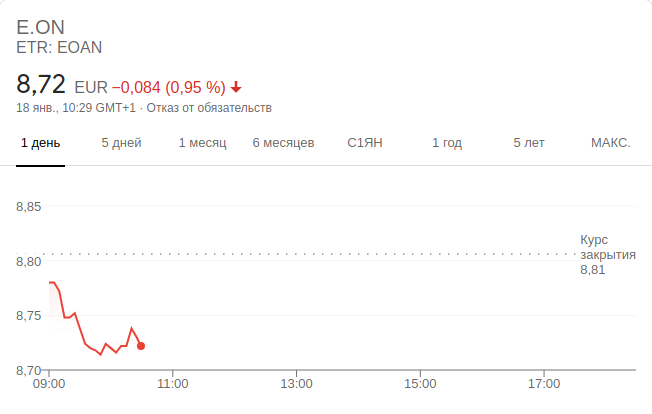 E.ON
ETR: EOAN
8,72 EUR −0,084 (0,95 %)
18 янв., 10:29 GMT+1 · Отказ от обязательств
1 день 5 дней 1 месяц 6 месяцев С1ЯН 1 год 5 лет МАКС.
8,85
Курс
закрытия
8,81
8,80
8,75
8,70
09:00 11:00 13:00 15:00 17:00